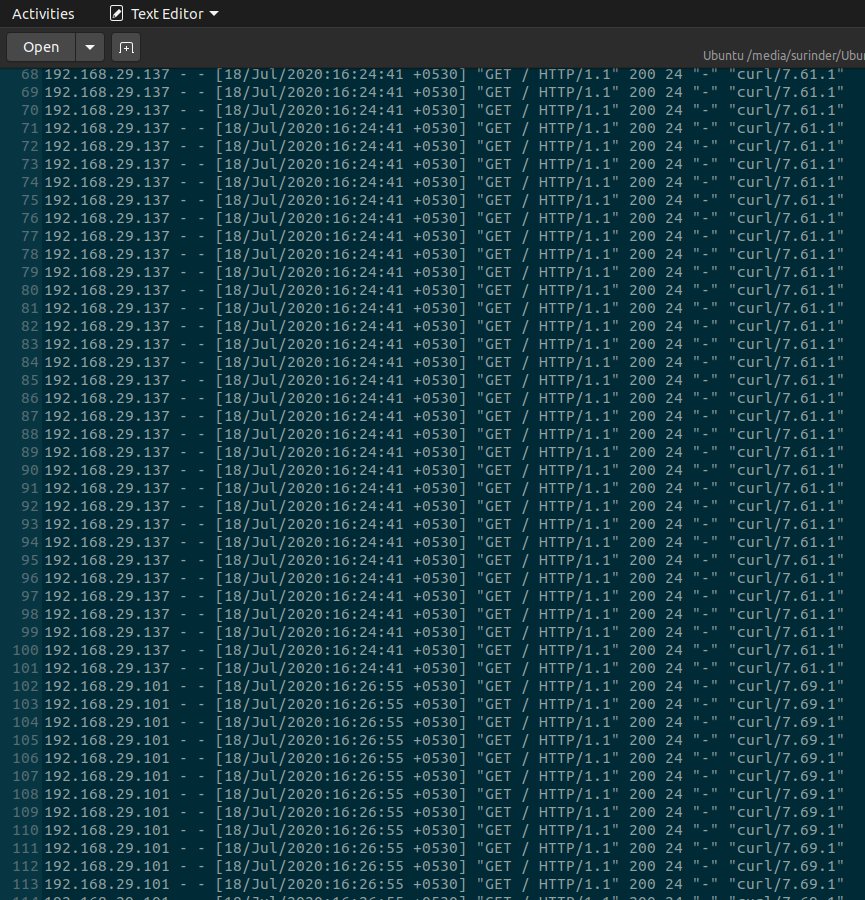 Activities Text Editor
Open
Ubuntu /media/surinder/Ubu
68 192.168.29.137 - - [18/Jul/2020:16:24:41 +0530] "GET / HTTP/1.1" 200 24 "-" "curl/7.61.1"
69 192.168.29.137 - - [18/Jul/2020:16:24:41 +0530] "GET / HTTP/1.1" 200 24 "-" "curl/7.61.1"
70 192.168.29.137 - - [18/Jul/2020:16:24:41 +0530] "GET / HTTP/1.1" 200 24 "-" "curl/7.61.1"
71 192.168.29.137 - - [18/Jul/2020:16:24:41 +0530] "GET / HTTP/1.1" 200 24 "-" "curl/7.61.1"
72 192.168.29.137 - - [18/Jul/2020:16:24:41 +0530] "GET / HTTP/1.1" 200 24 "-" "curl/7.61.1"
73 192.168.29.137 - - [18/Jul/2020:16:24:41 +0530] "GET / HTTP/1.1" 200 24 "-" "curl/7.61.1"
74 192.168.29.137 - - [18/Jul/2020:16:24:41 +0530] "GET / HTTP/1.1" 200 24 "-" "curl/7.61.1"
75 192.168.29.137 - - [18/Jul/2020:16:24:41 +0530] "GET / HTTP/1.1" 200 24 "-" "curl/7.61.1"
76 192.168.29.137 - - [18/Jul/2020:16:24:41 +0530] "GET / HTTP/1.1" 200 24 "-" "curl/7.61.1"
77 192.168.29.137 - - [18/Jul/2020:16:24:41 +0530] "GET / HTTP/1.1" 200 24 "-" "curl/7.61.1"
78 192.168.29.137 - - [18/Jul/2020:16:24:41 +0530] "GET / HTTP/1.1" 200 24 "-" "curl/7.61.1"
79 192.168.29.137 - - [18/Jul/2020:16:24:41 +0530] "GET / HTTP/1.1" 200 24 "-" "curl/7.61.1"
80 192.168.29.137 - - [18/Jul/2020:16:24:41 +0530] "GET / HTTP/1.1" 200 24 "-" "curl/7.61.1"
81 192.168.29.137 - - [18/Jul/2020:16:24:41 +0530] "GET / HTTP/1.1" 200 24 "-" "curl/7.61.1"
82 192.168.29.137 - - [18/Jul/2020:16:24:41 +0530] "GET / HTTP/1.1" 200 24 "-" "curl/7.61.1"
83 192.168.29.137 - - [18/Jul/2020:16:24:41 +0530] "GET / HTTP/1.1" 200 24 "-" "curl/7.61.1"
84 192.168.29.137 - - [18/Jul/2020:16:24:41 +0530] "GET / HTTP/1.1" 200 24 "-" "curl/7.61.1"
85 192.168.29.137 - - [18/Jul/2020:16:24:41 +0530] "GET / HTTP/1.1" 200 24 "-" "curl/7.61.1"
86 192.168.29.137 - - [18/Jul/2020:16:24:41 +0530] "GET / HTTP/1.1" 200 24 "-" "curl/7.61.1"
87 192.168.29.137 - - [18/Jul/2020:16:24:41 +0530] "GET / HTTP/1.1" 200 24 "-" "curl/7.61.1"
88 192.168.29.137 - - [18/Jul/2020:16:24:41 +0530] "GET / HTTP/1.1" 200 24 "-" "curl/7.61.1"
89 192.168.29.137 - - [18/Jul/2020:16:24:41 +0530] "GET / HTTP/1.1" 200 24 "-" "curl/7.61.1"
90 192.168.29.137 - - [18/Jul/2020:16:24:41 +0530] "GET / HTTP/1.1" 200 24 "-" "curl/7.61.1"
91 192.168.29.137 - - [18/Jul/2020:16:24:41 +0530] "GET / HTTP/1.1" 200 24 "-" "curl/7.61.1"
92 192.168.29.137 - - [18/Jul/2020:16:24:41 +0530] "GET / HTTP/1.1" 200 24 "-" "curl/7.61.1"
93 192.168.29.137 - - [18/Jul/2020:16:24:41 +0530] "GET / HTTP/1.1" 200 24 "-" "curl/7.61.1"
94 192.168.29.137 - - [18/Jul/2020:16:24:41 +0530] "GET / HTTP/1.1" 200 24 "-" "curl/7.61.1"
95 192.168.29.137 - - [18/Jul/2020:16:24:41 +0530] "GET / HTTP/1.1" 200 24 "-" "curl/7.61.1"
96 192.168.29.137 - - [18/Jul/2020:16:24:41 +0530] "GET / HTTP/1.1" 200 24 "-" "curl/7.61.1"
97 192.168.29.137 - - [18/Jul/2020:16:24:41 +0530] "GET / HTTP/1.1" 200 24 "-" "curl/7.61.1"
98 192.168.29.137 - - [18/Jul/2020:16:24:41 +0530] "GET / HTTP/1.1" 200 24 "-" "curl/7.61.1"
99 192.168.29.137 - - [18/Jul/2020:16:24:41 +0530] "GET / HTTP/1.1" 200 24 "-" "curl/7.61.1"
100 192.168.29.137 - - [18/Jul/2020:16:24:41 +0530] "GET / HTTP/1.1" 200 24 "-" "curl/7.61.1"
101 192.168.29.137 - - [18/Jul/2020:16:24:41 +0530] "GET / HTTP/1.1" 200 24 "-" "curl/7.61.1"
102 192.168.29.101 - - [18/Jul/2020:16:26:55 +0530] "GET / HTTP/1.1" 200 24 "-" "curl/7.69.1"
103 192.168.29.101 - - [18/Jul/2020:16:26:55 +0530] "GET / HTTP/1.1" 200 24 "-" "curl/7.69.1"
104 192.168.29.101 - - [18/Jul/2020:16:26:55 +0530] "GET / HTTP/1.1" 200 24 "-" "curl/7.69.1"
105 192.168.29.101 - - [18/Jul/2020:16:26:55 +0530] "GET / HTTP/1.1" 200 24 "-" "curl/7.69.1"
106 192.168.29.101 - - [18/Jul/2020:16:26:55 +0530] "GET / HTTP/1.1" 200 24 "-" "curl/7.69.1"
107 192.168.29.101 - - [18/Jul/2020:16:26:55 +0530] "GET / HTTP/1.1" 200 24 "-" "curl/7.69.1"
108 192.168.29.101 - - [18/Jul/2020:16:26:55 +0530] "GET / HTTP/1.1" 200 24 "-" "curl/7.69.1"
109 192.168.29.101 - - [18/Jul/2020:16:26:55 +0530] "GET / HTTP/1.1" 200 24 "-" "curl/7.69.1"
110 192.168.29.101 - - [18/Jul/2020:16:26:55 +0530] "GET / HTTP/1.1" 200 24 "-" "curl/7.69.1"
111 192.168.29.101 - - [18/Jul/2020:16:26:55 +0530] "GET / HTTP/1.1" 200 24 "-" "curl/7.69.1"
112 192.168.29.101 - - [18/Jul/2020:16:26:55 +0530] "GET / HTTP/1.1" 200 24 "-" "curl/7.69.1"
113 192.168.29.101 - - [18/Jul/2020:16:26:55 +0530] "GET / HTTP/1.1" 200 24 "-" "curl/7.69.1"